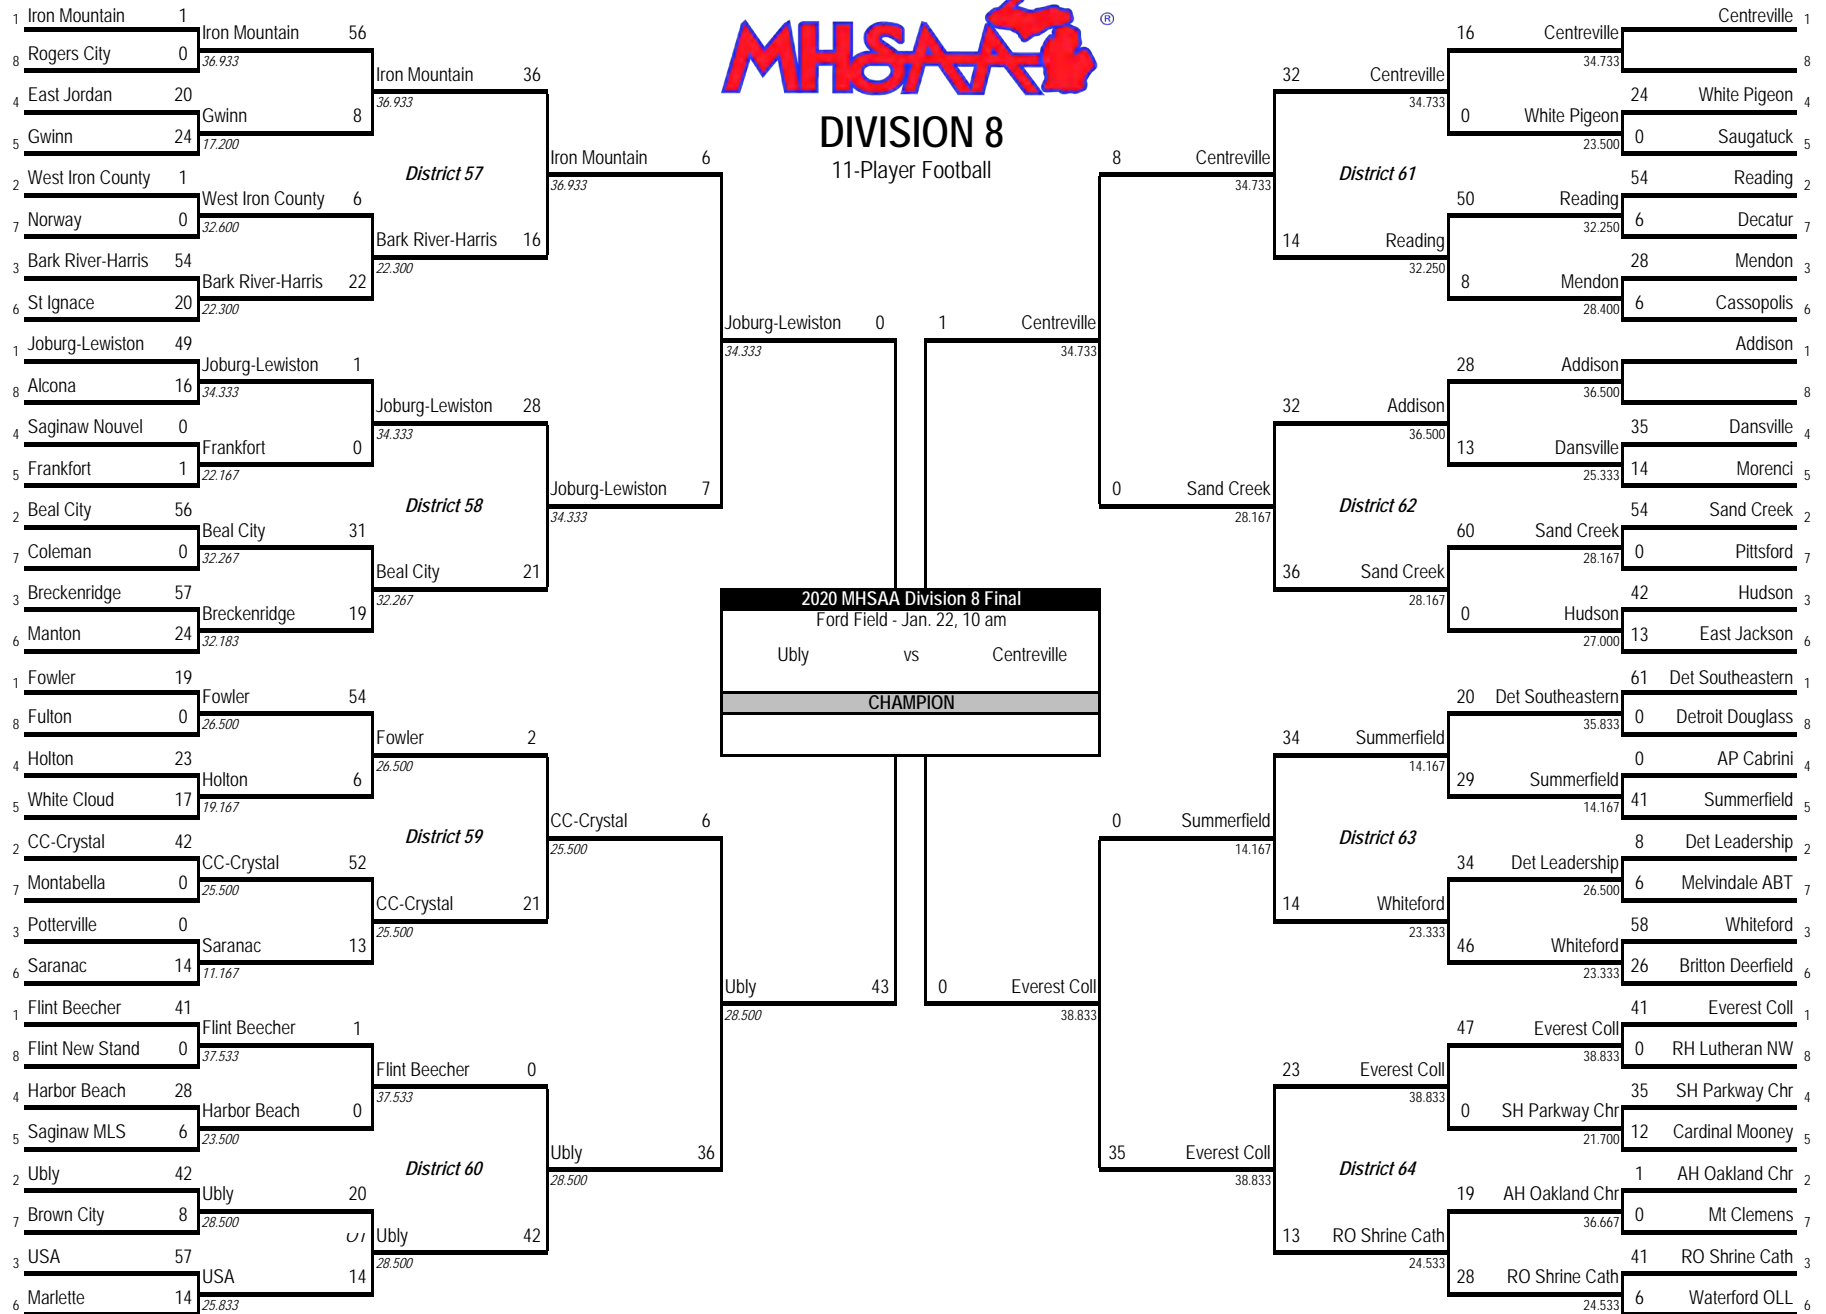 MHSAA ®
DIVISION 8
11-Player Football
1 Iron Mountain 1
8 Rogers City 0
4 East Jordan 20
5 Gwinn 24
2 West Iron County 1
7 Norway 0
3 Bark River-Harris 54
6 St Ignace 20
1 Joburg-Lewiston 49
8 Alcona 16
4 Saginaw Nouvel 0
5 Frankfort 1
2 Beal City 56
7 Coleman 0
3 Breckenridge 57
6 Manton 24
1 Fowler 19
8 Fulton 0
4 Holton 23
5 White Cloud 17
2 CC-Crystal 42
7 Montabella 0
3 Potterville 0
6 Saranac 14
1 Flint Beecher 41
8 Flint New Stand 0
4 Harbor Beach 28
5 Saginaw MLS 6
2 Ubly 42
7 Brown City 8
3 USA 57
6 Marlette 14
Iron Mountain 56
36.933
Gwinn 8
17.200
West Iron County 6
32.600
Bark River-Harris 22
22.300
Joburg-Lewiston 1
34.333
Frankfort 0
22.167
Beal City 31
32.267
Breckenridge 19
32.183
Fowler 54
26.500
Holton 6
19.167
CC-Crystal 52
25.500
Saranac 13
11.167
Flint Beecher 1
37.533
Harbor Beach 0
23.500
Ubly 20
28.500
USA 14
25.833
Iron Mountain 36
36.933
District 57
Bark River-Harris 16
22.300
Joburg-Lewiston 28
34.333
District 58
Beal City 21
32.267
Fowler 2
26.500
District 59
CC-Crystal 21
25.500
Flint Beecher 0
37.533
District 60
Ubly 42
28.500
Iron Mountain 6
36.933
Joburg-Lewiston 7
34.333
CC-Crystal 6
25.500
Ubly 36
28.500
Joburg-Lewiston 0
34.333
Ubly 43
28.500
2020 MHSAA Division 8 Final
Ford Field - Jan. 22, 10 am
Ubly vs Centreville
CHAMPION
1 Centreville
34.733
0 Everest Coll
38.833
8 Centreville
34.733
0 Sand Creek
28.167
0 Summerfield
14.167
35 Everest Coll
38.833
32 Centreville
34.733
District 61
14 Reading
32.250
32 Addison
36.500
District 62
36 Sand Creek
28.167
34 Summerfield
14.167
District 63
14 Whiteford
23.333
23 Everest Coll
38.833
District 64
13 RO Shrine Cath
24.533
16 Centreville
34.733
0 White Pigeon
23.500
50 Reading
32.250
8 Mendon
28.400
28 Addison
36.500
13 Dansville
25.333
60 Sand Creek
28.167
0 Hudson
27.000
20 Det Southeastern
35.833
29 Summerfield
14.167
34 Det Leadership
26.500
46 Whiteford
23.333
47 Everest Coll
38.833
0 SH Parkway Chr
21.700
19 AH Oakland Chr
36.667
28 RO Shrine Cath
24.533
Centreville 1
8
24 White Pigeon 4
0 Saugatuck 5
54 Reading 2
6 Decatur 7
28 Mendon 3
6 Cassopolis 6
Addison 1
8
35 Dansville 4
14 Morenci 5
54 Sand Creek 2
0 Pittsford 7
42 Hudson 3
13 East Jackson 6
61 Det Southeastern 1
0 Detroit Douglass 8
0 AP Cabrini 4
41 Summerfield 5
8 Det Leadership 2
6 Melvindale ABT 7
58 Whiteford 3
26 Britton Deerfield 6
41 Everest Coll 1
0 RH Lutheran NW 8
35 SH Parkway Chr 4
12 Cardinal Mooney 5
1 AH Oakland Chr 2
0 Mt Clemens 7
41 RO Shrine Cath 3
6 Waterford OLL 6